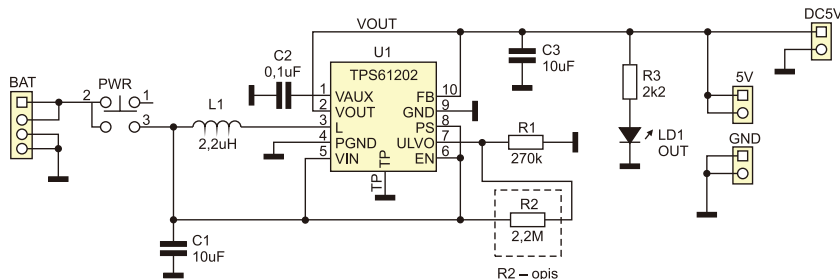 DC5V
VOUT
U1
TPS61202
C2
0,1uF
C3
10uF
BAT
PWR
2
1
3
L1
2,2uH
1 VAUX FB 10
2 VOUT GND 9
3 L PS 8
4 PGND ULVO 7
5 VIN EN 6
TP
TP
R1
270k
R3
2k2
LD1
OUT
5V
GND
R2
2,2M
R2 – opis
C1
10uF